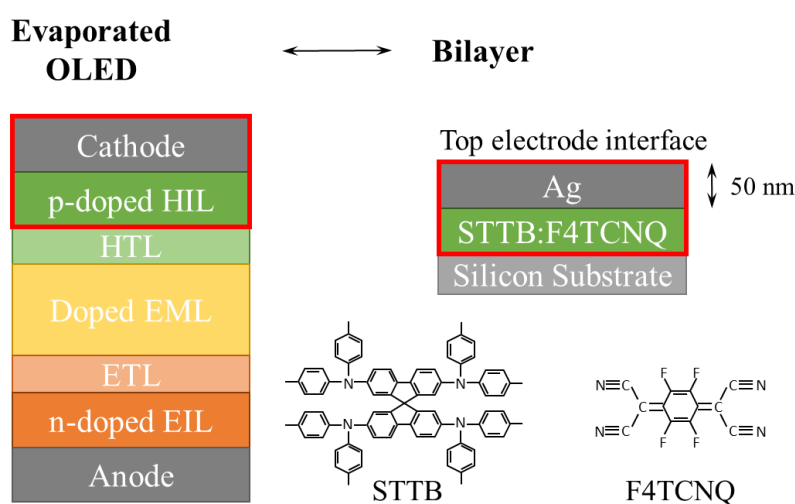 Evaporated
OLED
Bilayer
Cathode
p-doped HIL
HTL
Doped EML
ETL
n-doped EIL
Anode
Top electrode interface
Ag
50 nm
STTB:F4TCNQ
Silicon Substrate
N
N
N
N
STTB
N
C
F
F
C
N
N
C
F
F
C
N
F4TCNQ